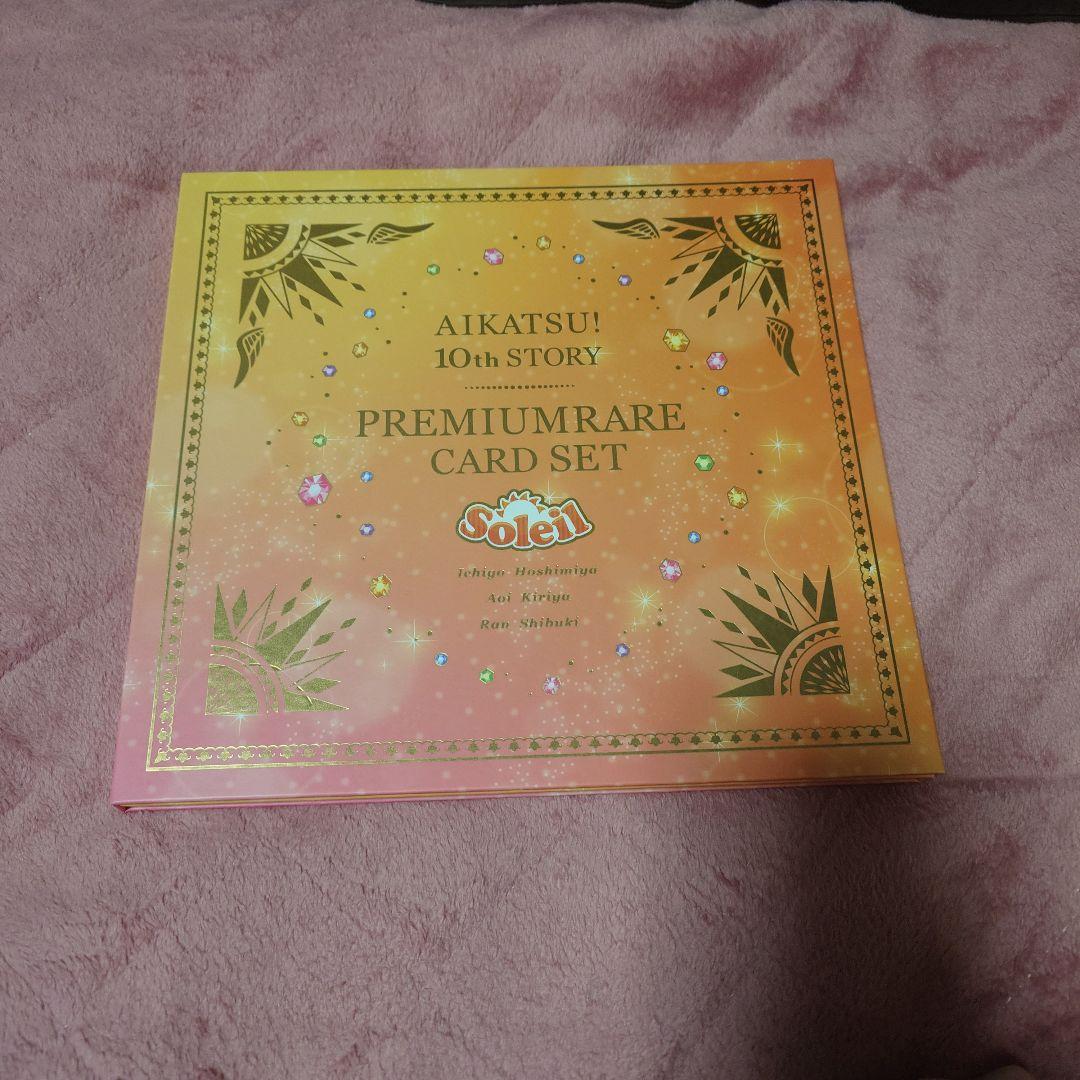 AIKATSU!
10th STORY
PREMIUMRARE
CARD SET
Soleil
Ichigo Hoshimiya
Aoi Kiriya
Ran Shibuki